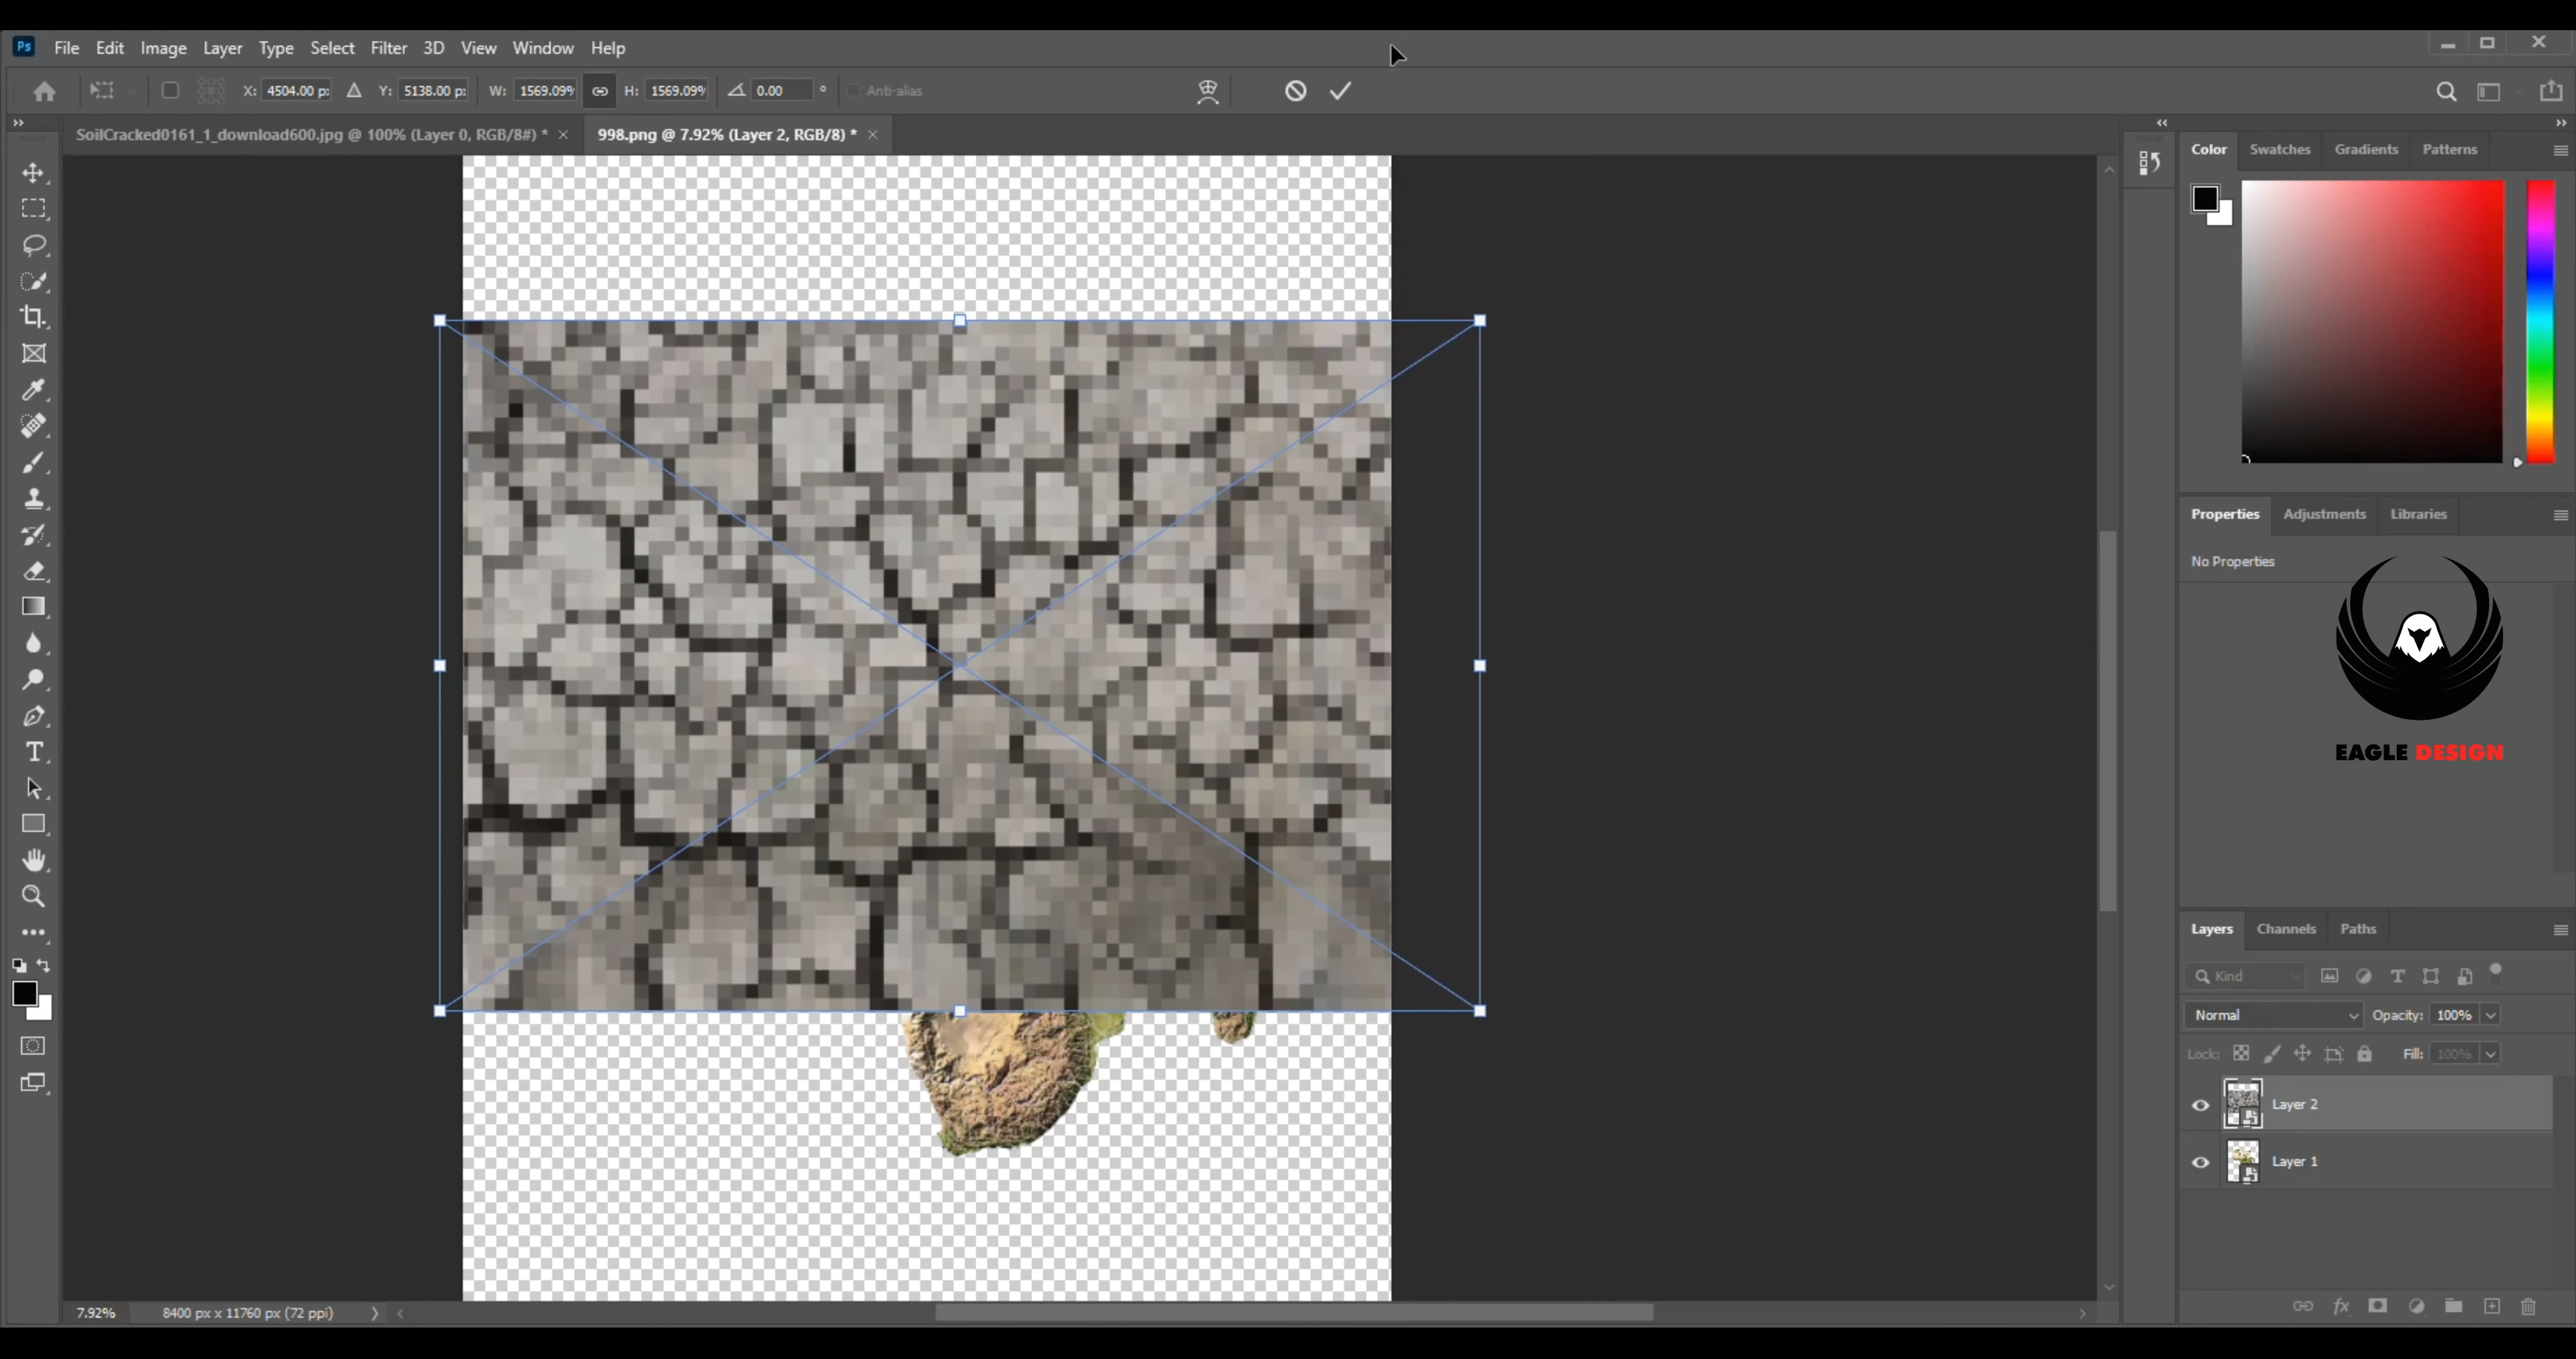 Ps File Edit Image Layer Type Select Filter 3D View Window Help
X: 4504.00 px Y: 5138.00 px W: 1569.09% H: 1569.09% 0.00 ° Anti-alias
SoilCracked0161_1_download600.jpg @ 100% (Layer 0, RGB/8#) * × 998.png @ 7.92% (Layer 2, RGB/8) * ×
Color Swatches Gradients Patterns
Properties Adjustments Libraries
No Properties
EAGLE DESIGN
Layers Channels Paths
Kind
Normal Opacity: 100%
Lock: Fill: 100%
Layer 2
Layer 1
7.92% 8400 px x 11760 px (72 ppi)